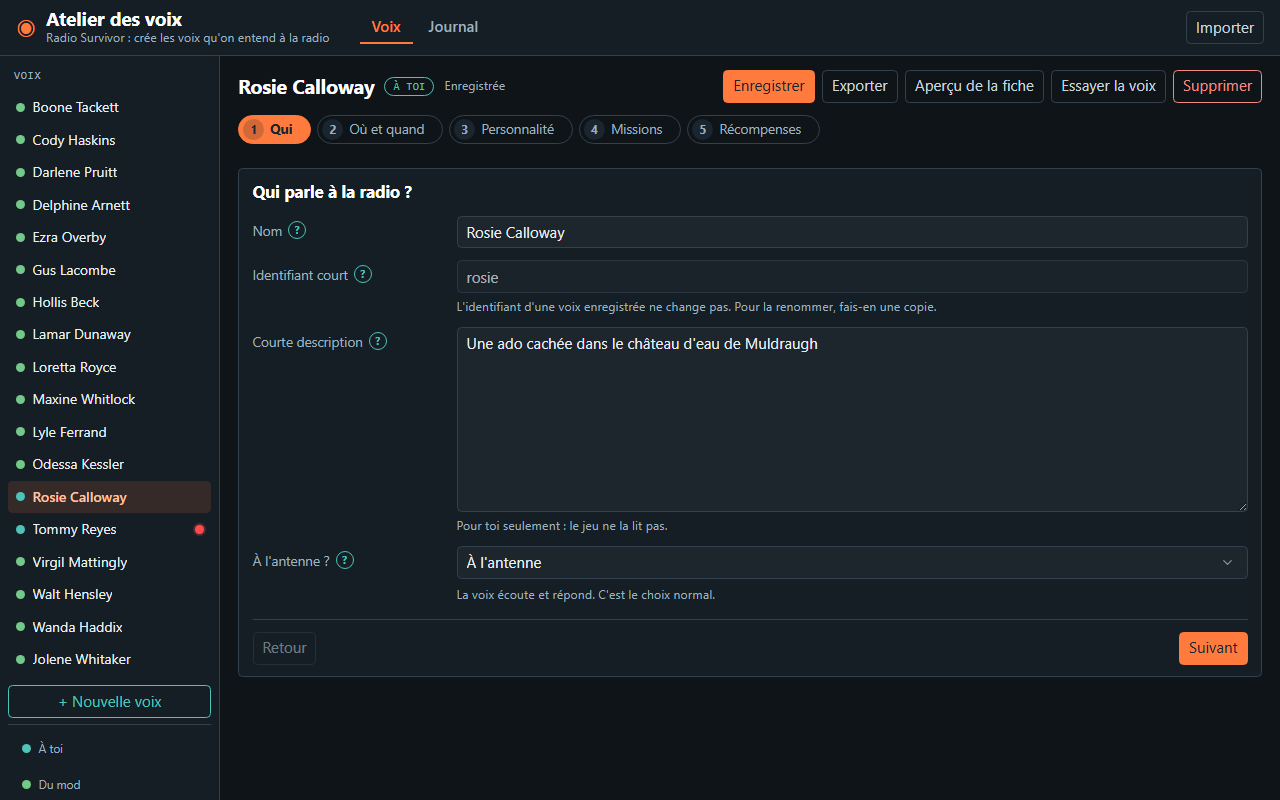 Atelier des voix
Radio Survivor : crée les voix qu'on entend à la radio
Voix
Journal
Importer
VOIX
Boone Tackett
Cody Haskins
Darlene Pruitt
Delphine Arnett
Ezra Overby
Gus Lacombe
Hollis Beck
Lamar Dunaway
Loretta Royce
Maxine Whitlock
Lyle Ferrand
Odessa Kessler
Rosie Calloway
Tommy Reyes
Virgil Mattingly
Walt Hensley
Wanda Haddix
Jolene Whitaker
+ Nouvelle voix
À toi
Du mod
Rosie Calloway
À TOI
Enregistrée
Enregistrer
Exporter
Aperçu de la fiche
Essayer la voix
Supprimer
1 Qui
2 Où et quand
3 Personnalité
4 Missions
5 Récompenses
Qui parle à la radio ?
Nom ?
Rosie Calloway
Identifiant court ?
rosie
L'identifiant d'une voix enregistrée ne change pas. Pour la renommer, fais-en une copie.
Courte description ?
Une ado cachée dans le château d'eau de Muldraugh
Pour toi seulement : le jeu ne la lit pas.
À l'antenne ? ?
À l'antenne
La voix écoute et répond. C'est le choix normal.
Retour
Suivant